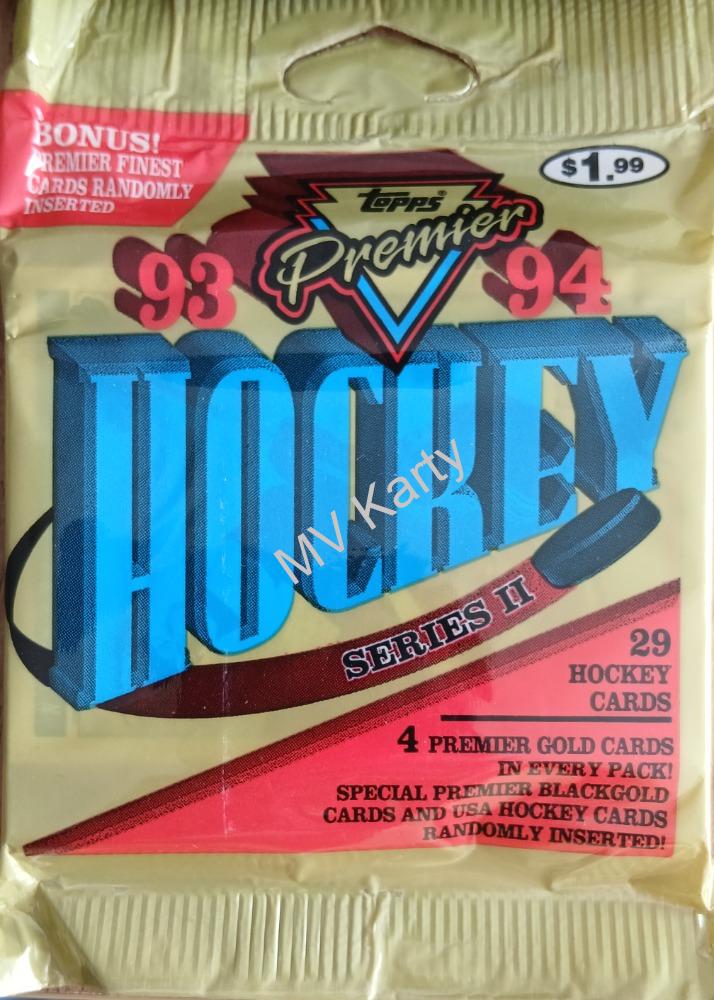 BONUS!
PREMIER FINEST
CARDS RANDOMLY
INSERTED
$1.99
TOPPS®
Premier
93 94
HOCKEY
MV Karty
SERIES II
29
HOCKEY
CARDS
4 PREMIER GOLD CARDS
IN EVERY PACK!
SPECIAL PREMIER BLACKGOLD
CARDS AND USA HOCKEY CARDS
RANDOMLY INSERTED!